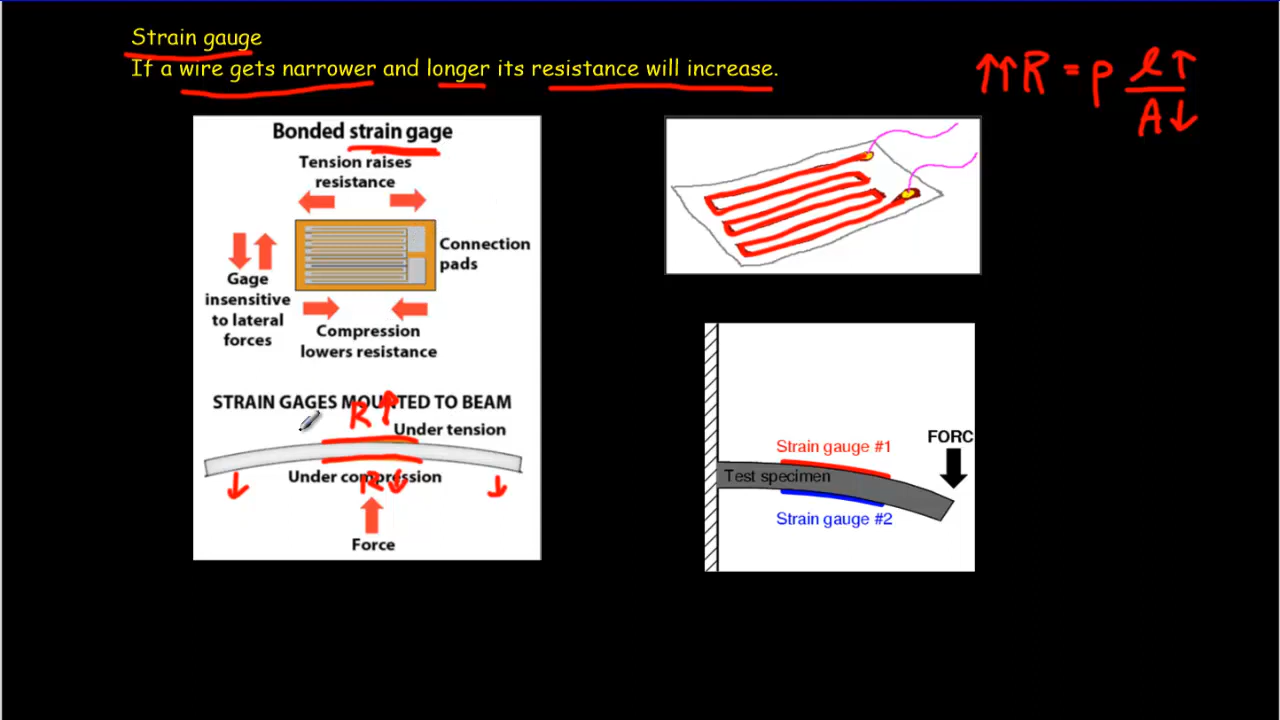 Strain gauge
If a wire gets narrower and longer its resistance will increase.
↑↑R = p l↑
A↓
Bonded strain gage
Tension raises
resistance
Connection
pads
Gage
insensitive
to lateral
forces
Compression
lowers resistance
STRAIN GAGES MOUNTED TO BEAM
R↑
Under tension
Under compression
R↓
Force
Strain gauge #1
FORC
Test specimen
Strain gauge #2